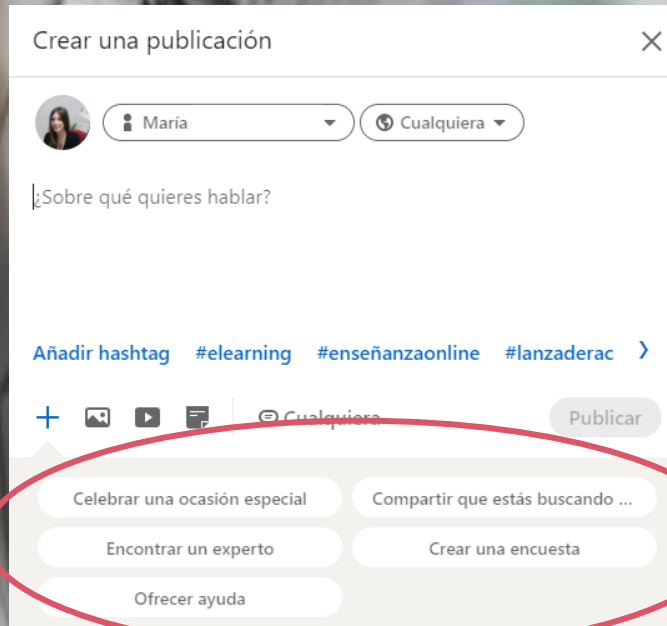 Crear una publicación
María Cualquiera
¿Sobre qué quieres hablar?
Añadir hashtag #elearning #enseñanzaonline #lanzaderac
Cualquiera Publicar
Celebrar una ocasión especial Compartir que estás buscando ...
Encontrar un experto Crear una encuesta
Ofrecer ayuda